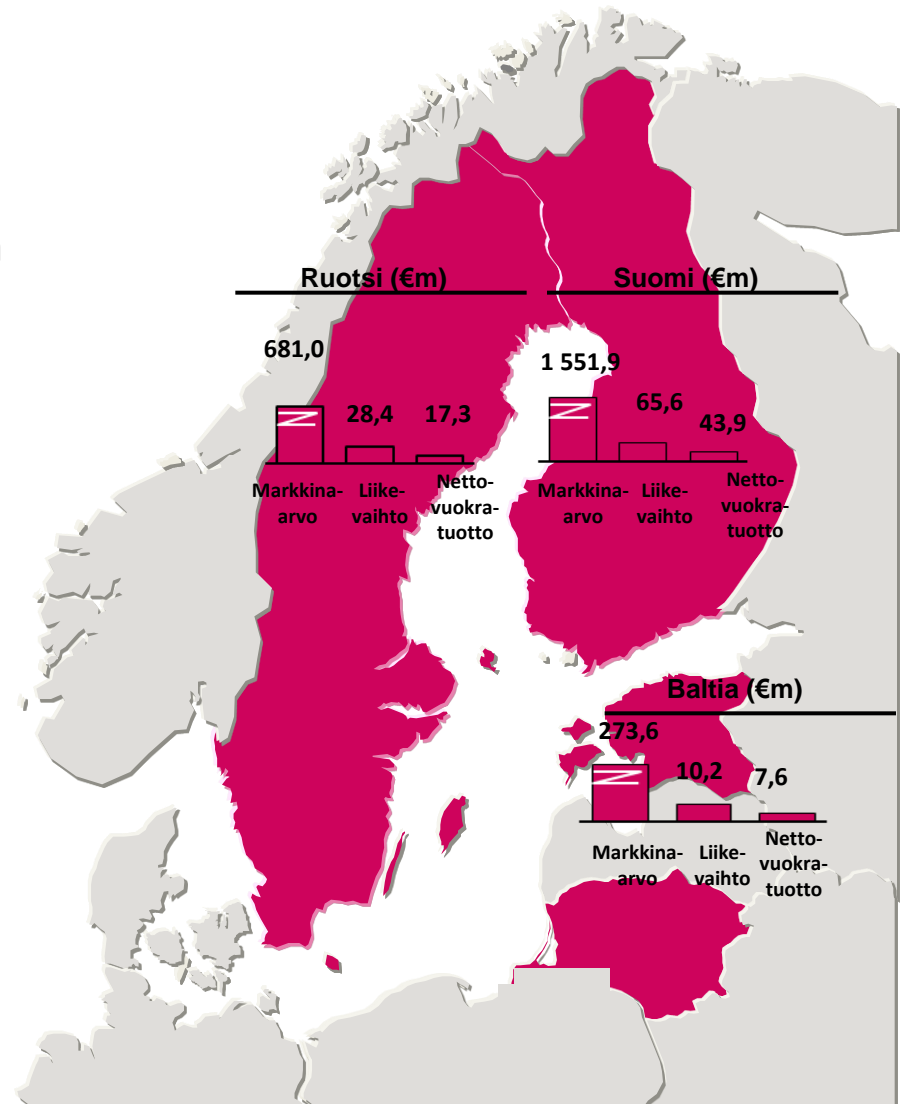 Ruotsi (€m)
681,0
28,4
17,3
Markkina-
arvo
Liike-
vaihto
Netto-
vuokra-
tuotto
Suomi (€m)
1 551,9
65,6
43,9
Markkina-
arvo
Liike-
vaihto
Netto-
vuokra-
tuotto
Baltia (€m)
273,6
10,2
7,6
Markkina-
arvo
Liike-
vaihto
Netto-
vuokra-
tuotto